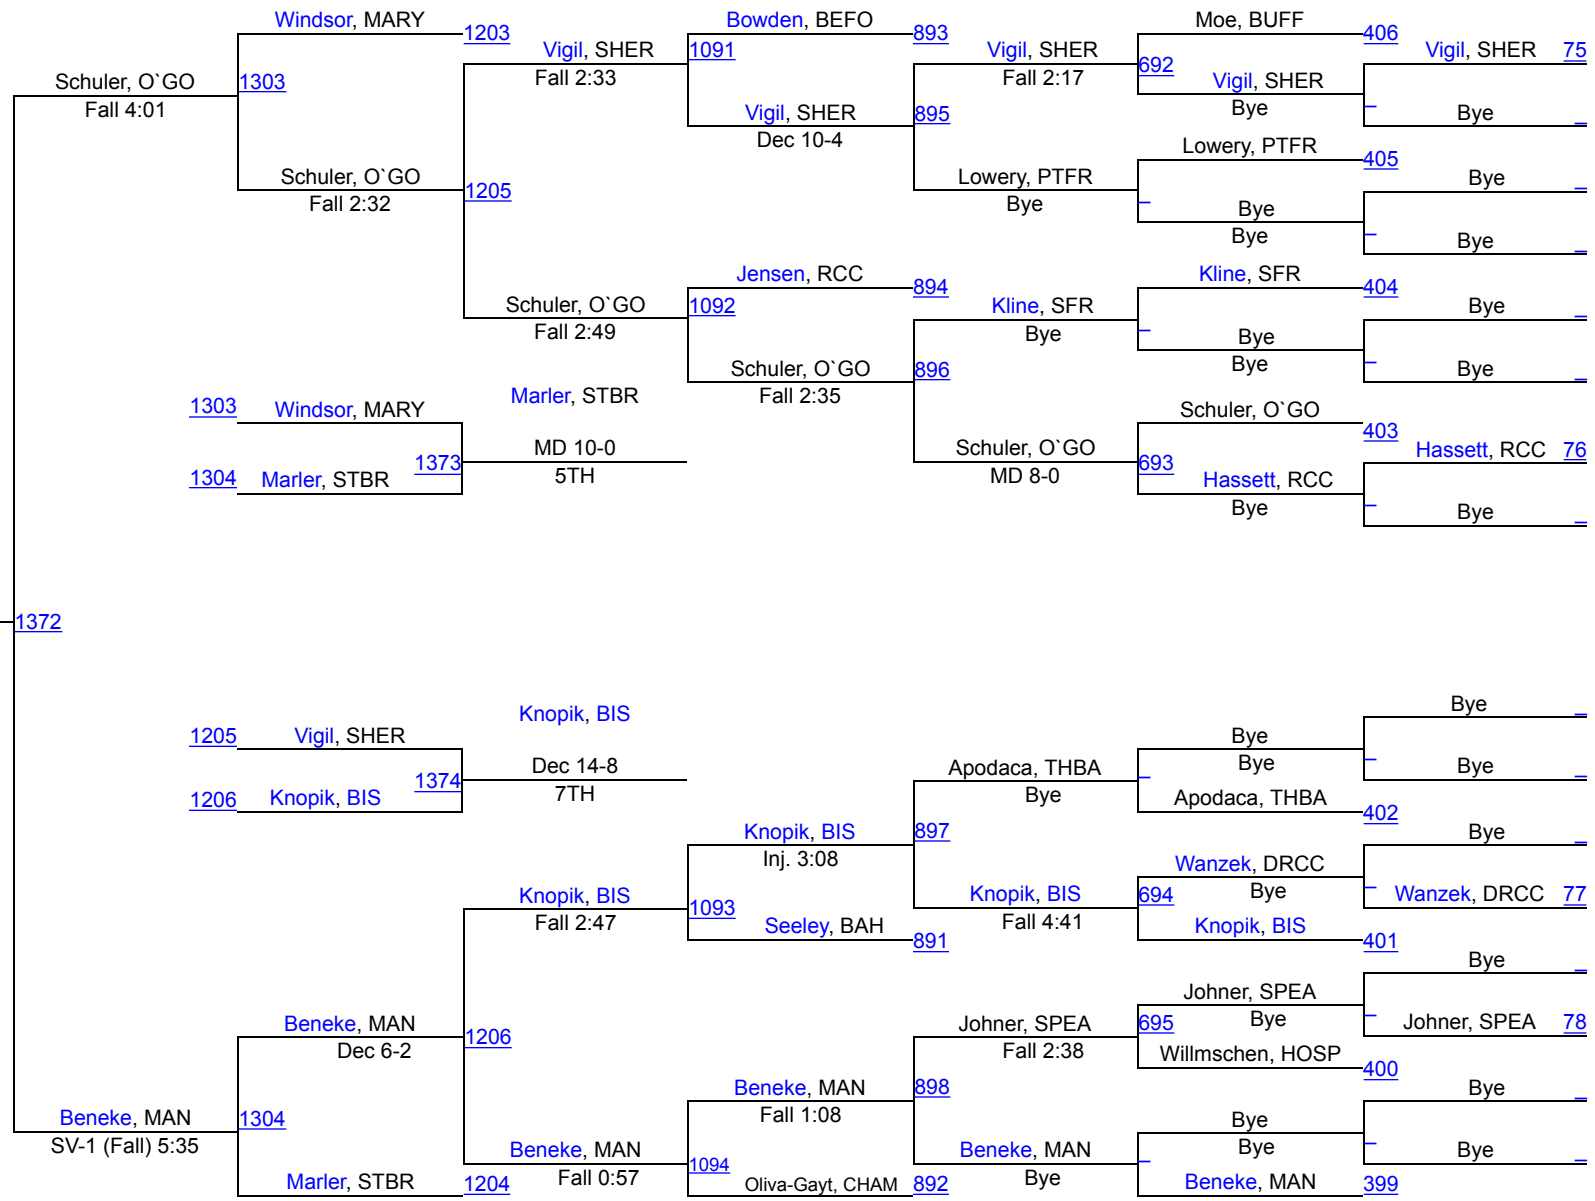 Windsor, MARY
1203
Bowden, BEFO
893
Moe, BUFF
406
Vigil, SHER
1091
Vigil, SHER
Vigil, SHER 75
Fall 2:33
Fall 2:17
692
Schuler, O`GO
1303
Vigil, SHER
Fall 4:01
Vigil, SHER
895
Bye
Bye
Dec 10-4
Lowery, PTFR
405
Schuler, O`GO
1205
Lowery, PTFR
Bye
Fall 2:32
Bye
Bye
Bye
Bye
Jensen, RCC
894
Kline, SFR
404
Schuler, O`GO
1092
Kline, SFR
Bye
Fall 2:49
Bye
Bye
Bye
Schuler, O`GO
896
Bye
Fall 2:35
1303
Windsor, MARY
Marler, STBR
Schuler, O`GO
403
MD 10-0
Schuler, O`GO
Hassett, RCC 76
1373
5TH
MD 8-0
693
1304
Marler, STBR
Hassett, RCC
Bye
Bye
1372
Knopik, BIS
Bye
1205
Vigil, SHER
Bye
Dec 14-8
Apodaca, THBA
Bye
Bye
1374
7TH
Bye
1206
Knopik, BIS
Apodaca, THBA
402
Knopik, BIS
897
Bye
Inj. 3:08
Wanzek, DRCC
Knopik, BIS
1093
Knopik, BIS
694
Bye
Wanzek, DRCC 77
Fall 2:47
Fall 4:41
Seeley, BAH
891
Knopik, BIS
401
Bye
Johner, SPEA
Beneke, MAN
1206
Johner, SPEA
695
Bye
Johner, SPEA 78
Dec 6-2
Fall 2:38
Willmschen, HOSP
400
Beneke, MAN
898
Bye
Fall 1:08
Beneke, MAN
1304
Bye
SV-1 (Fall) 5:35
Beneke, MAN
1094
Beneke, MAN
Bye
Bye
Fall 0:57
Bye
Marler, STBR
1204
Oliva-Gayt, CHAM
892
Beneke, MAN
399